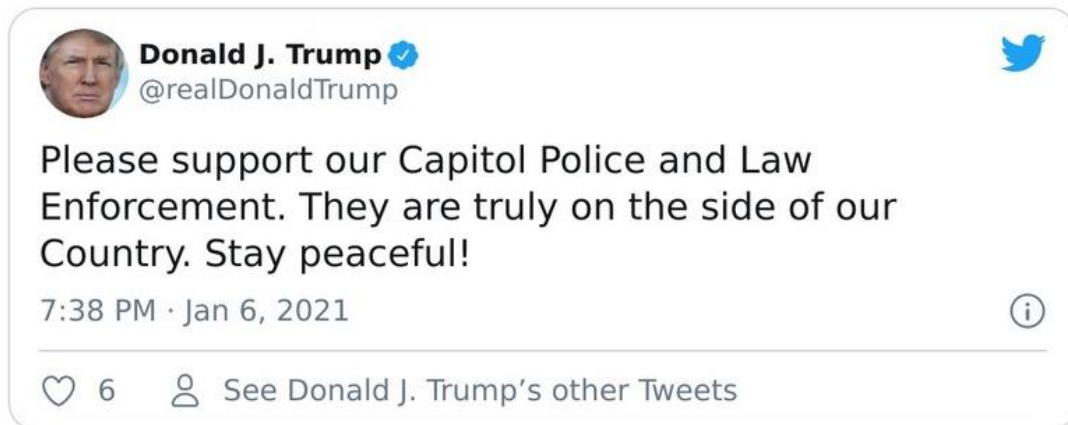 Donald J. Trump
@realDonaldTrump
Please support our Capitol Police and Law
Enforcement. They are truly on the side of our
Country. Stay peaceful!
7:38 PM · Jan 6, 2021
6 See Donald J. Trump’s other Tweets